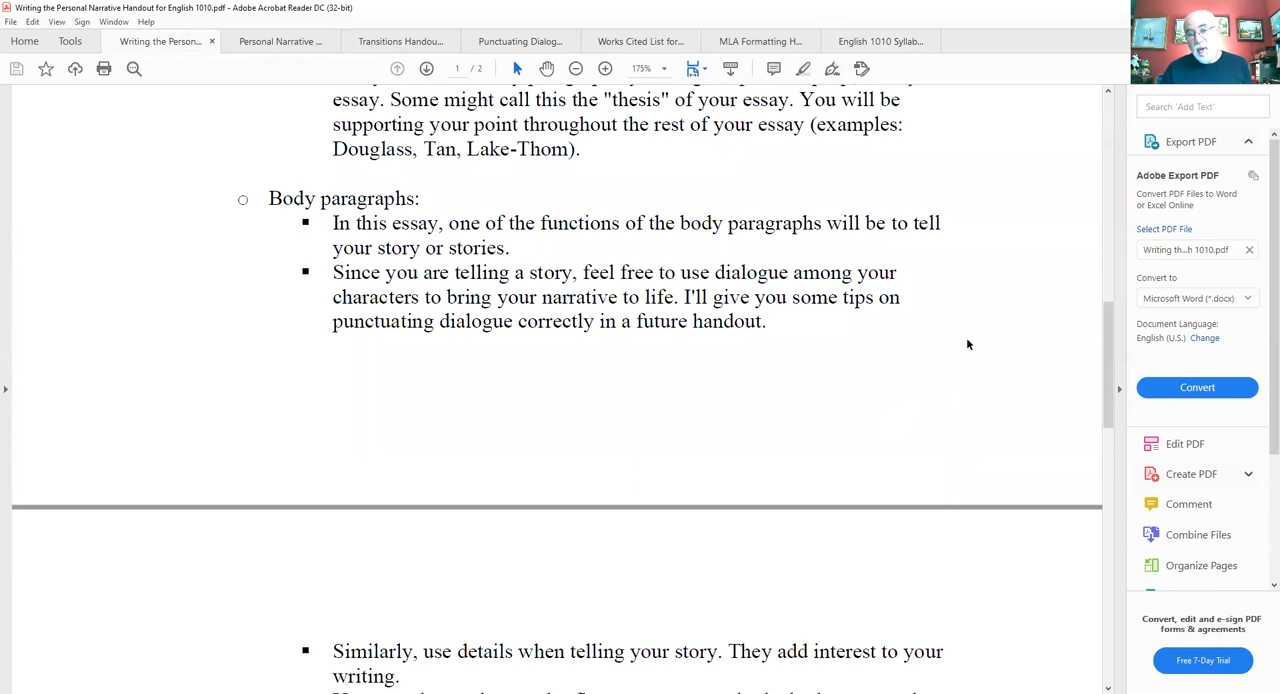 Writing the Personal Narrative Handout for English 1010.pdf - Adobe Acrobat Reader DC (32-bit)
File Edit View Sign Window Help
Home Tools Writing the Person... × Personal Narrative ... Transitions Handou... Punctuating Dialog... Works Cited List for... MLA Formatting H... English 1010 Syllab...
1 / 2 175%
essay. Some might call this the "thesis" of your essay. You will be
supporting your point throughout the rest of your essay (examples:
Douglass, Tan, Lake-Thom).
Body paragraphs:
In this essay, one of the functions of the body paragraphs will be to tell
your story or stories.
Since you are telling a story, feel free to use dialogue among your
characters to bring your narrative to life. I'll give you some tips on
punctuating dialogue correctly in a future handout.
Similarly, use details when telling your story. They add interest to your
writing.
Search 'Add Text'
Export PDF
Adobe Export PDF
Convert PDF Files to Word
or Excel Online
Select PDF File
Writing th...h 1010.pdf
Convert to
Microsoft Word (*.docx)
Document Language:
English (U.S.) Change
Convert
Edit PDF
Create PDF
Comment
Combine Files
Organize Pages
Convert, edit and e-sign PDF
forms & agreements
Free 7-Day Trial